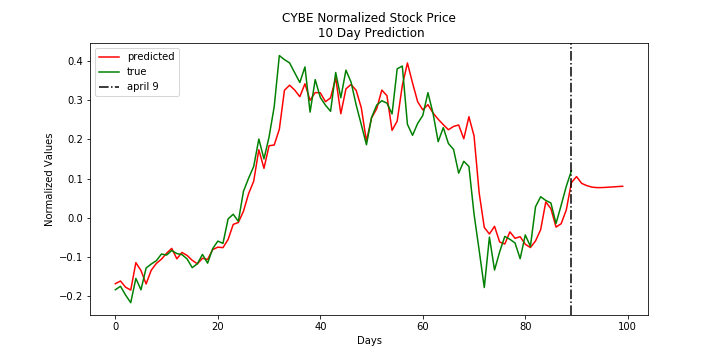 CYBE Normalized Stock Price
10 Day Prediction
predicted
true
april 9
Normalized Values
0.4
0.3
0.2
0.1
0.0
−0.1
−0.2
0
20
40
60
80
100
Days